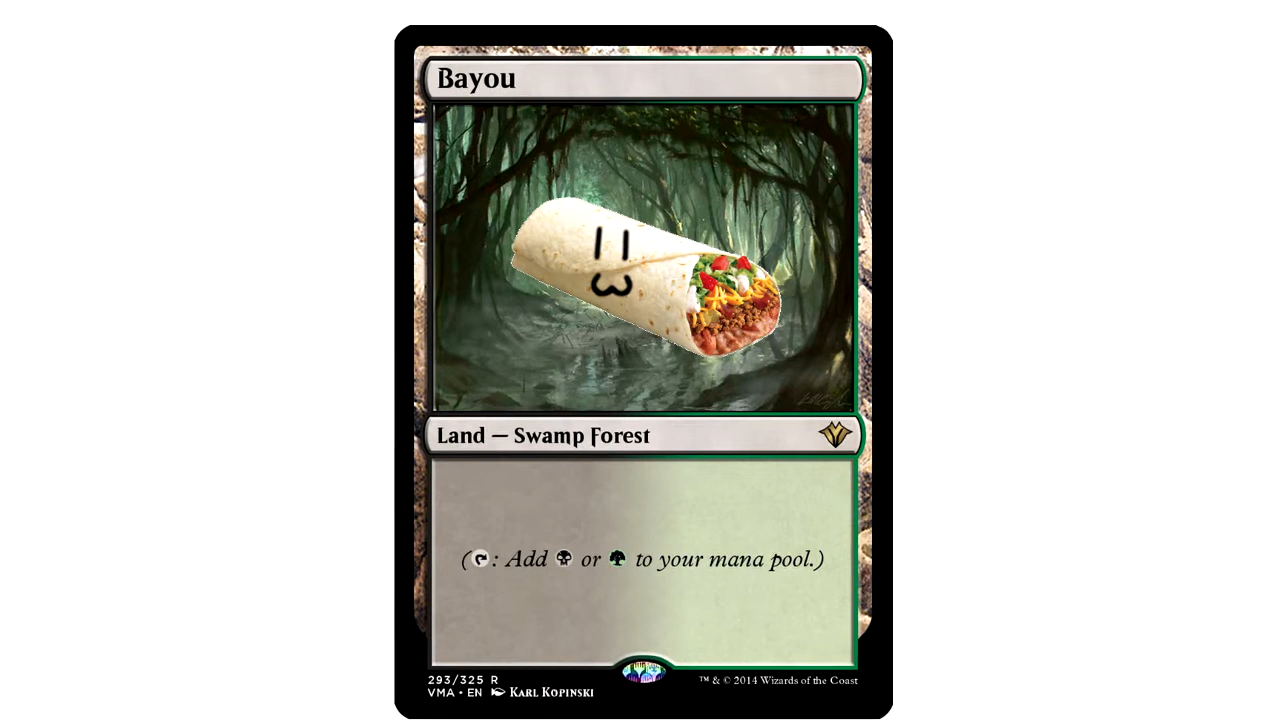 Bayou
Land — Swamp Forest
(: Add or to your mana pool.)
293/325 R
VMA • EN Karl Kopinski
™ & © 2014 Wizards of the Coast